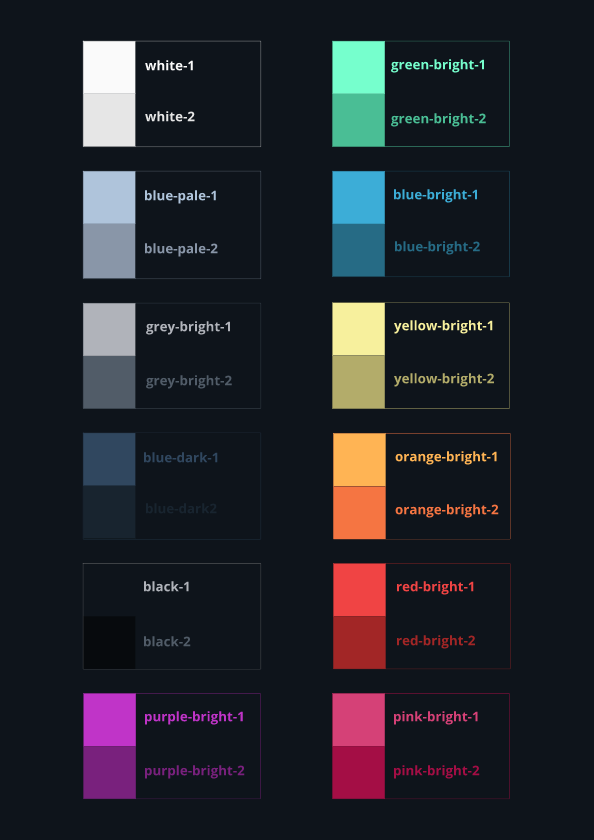 white-1
white-2
green-bright-1
green-bright-2
blue-pale-1
blue-pale-2
blue-bright-1
blue-bright-2
grey-bright-1
grey-bright-2
yellow-bright-1
yellow-bright-2
blue-dark-1
blue-dark2
orange-bright-1
orange-bright-2
black-1
black-2
red-bright-1
red-bright-2
purple-bright-1
purple-bright-2
pink-bright-1
pink-bright-2